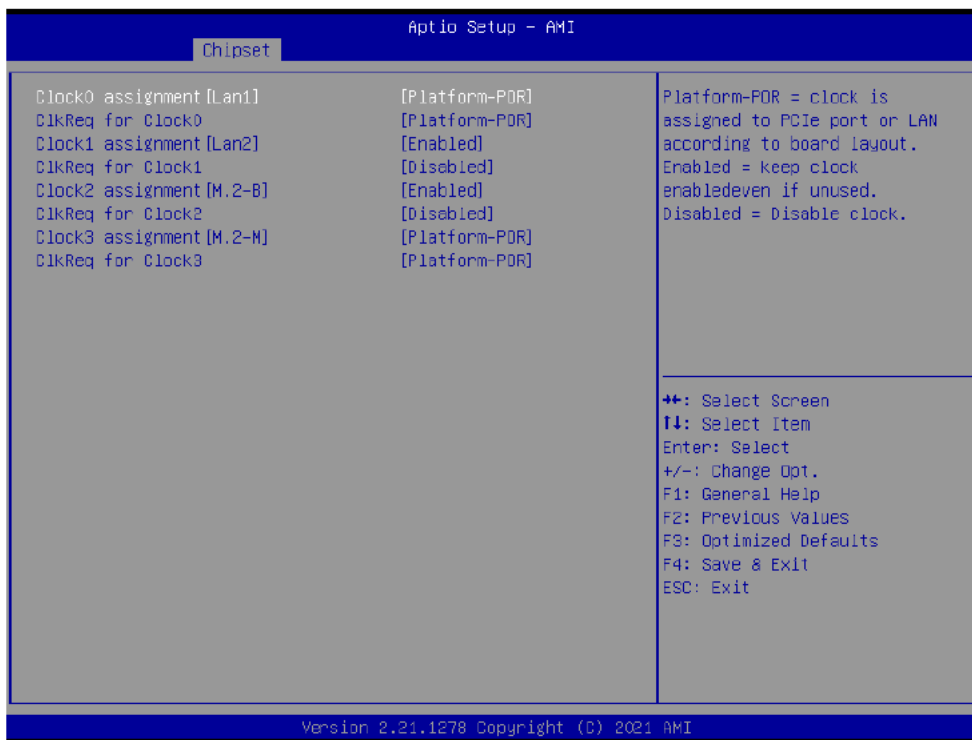 Aptio Setup - AMI
Chipset
Clock0 assignment[Lan1] [Platform-POR]
ClkReq for Clock0 [Platform-POR]
Clock1 assignment[Lan2] [Enabled]
ClkReq for Clock1 [Disabled]
Clock2 assignment[M.2-B] [Enabled]
ClkReq for Clock2 [Disabled]
Clock3 assignment[M.2-M] [Platform-POR]
ClkReq for Clock3 [Platform-POR]
Platform-POR = clock is
assigned to PCIe port or LAN
according to board layout.
Enabled = keep clock
enabledeven if unused.
Disabled = Disable clock.
→←: Select Screen
↑↓: Select Item
Enter: Select
+/-: Change Opt.
F1: General Help
F2: Previous Values
F3: Optimized Defaults
F4: Save & Exit
ESC: Exit
Version 2.21.1278 Copyright (C) 2021 AMI